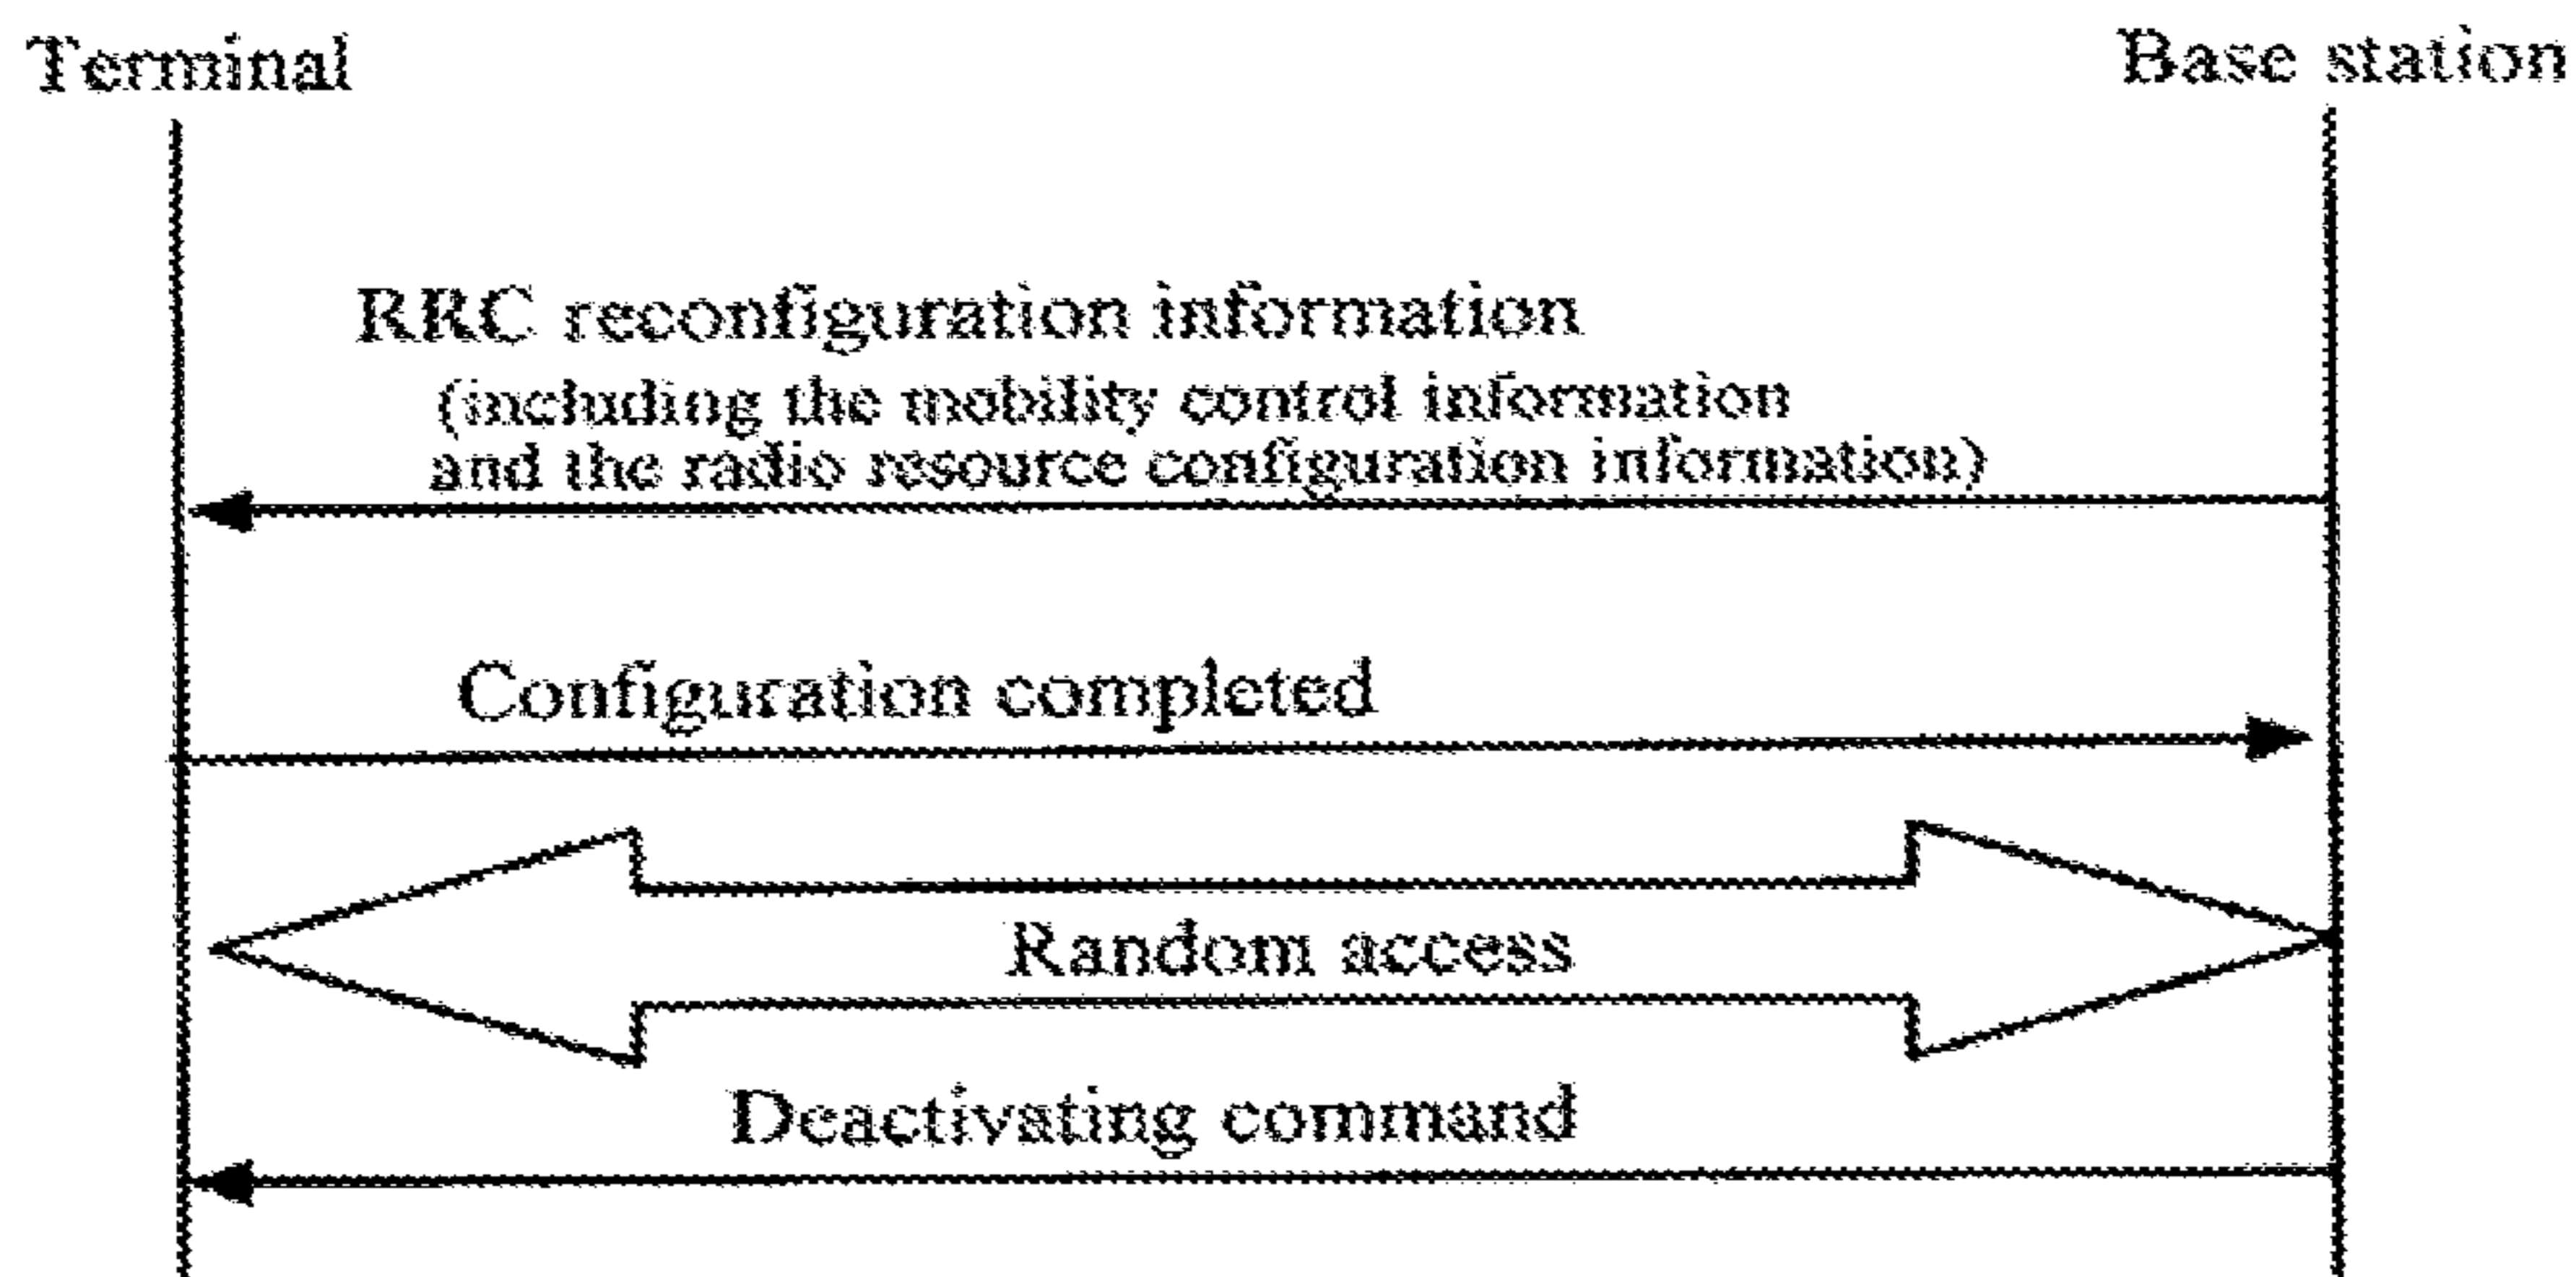 Terminal
Base station
RRC reconfiguration information
(including the mobility control information
and the radio resource configuration information)
Configuration completed
Random access
Deactivating command